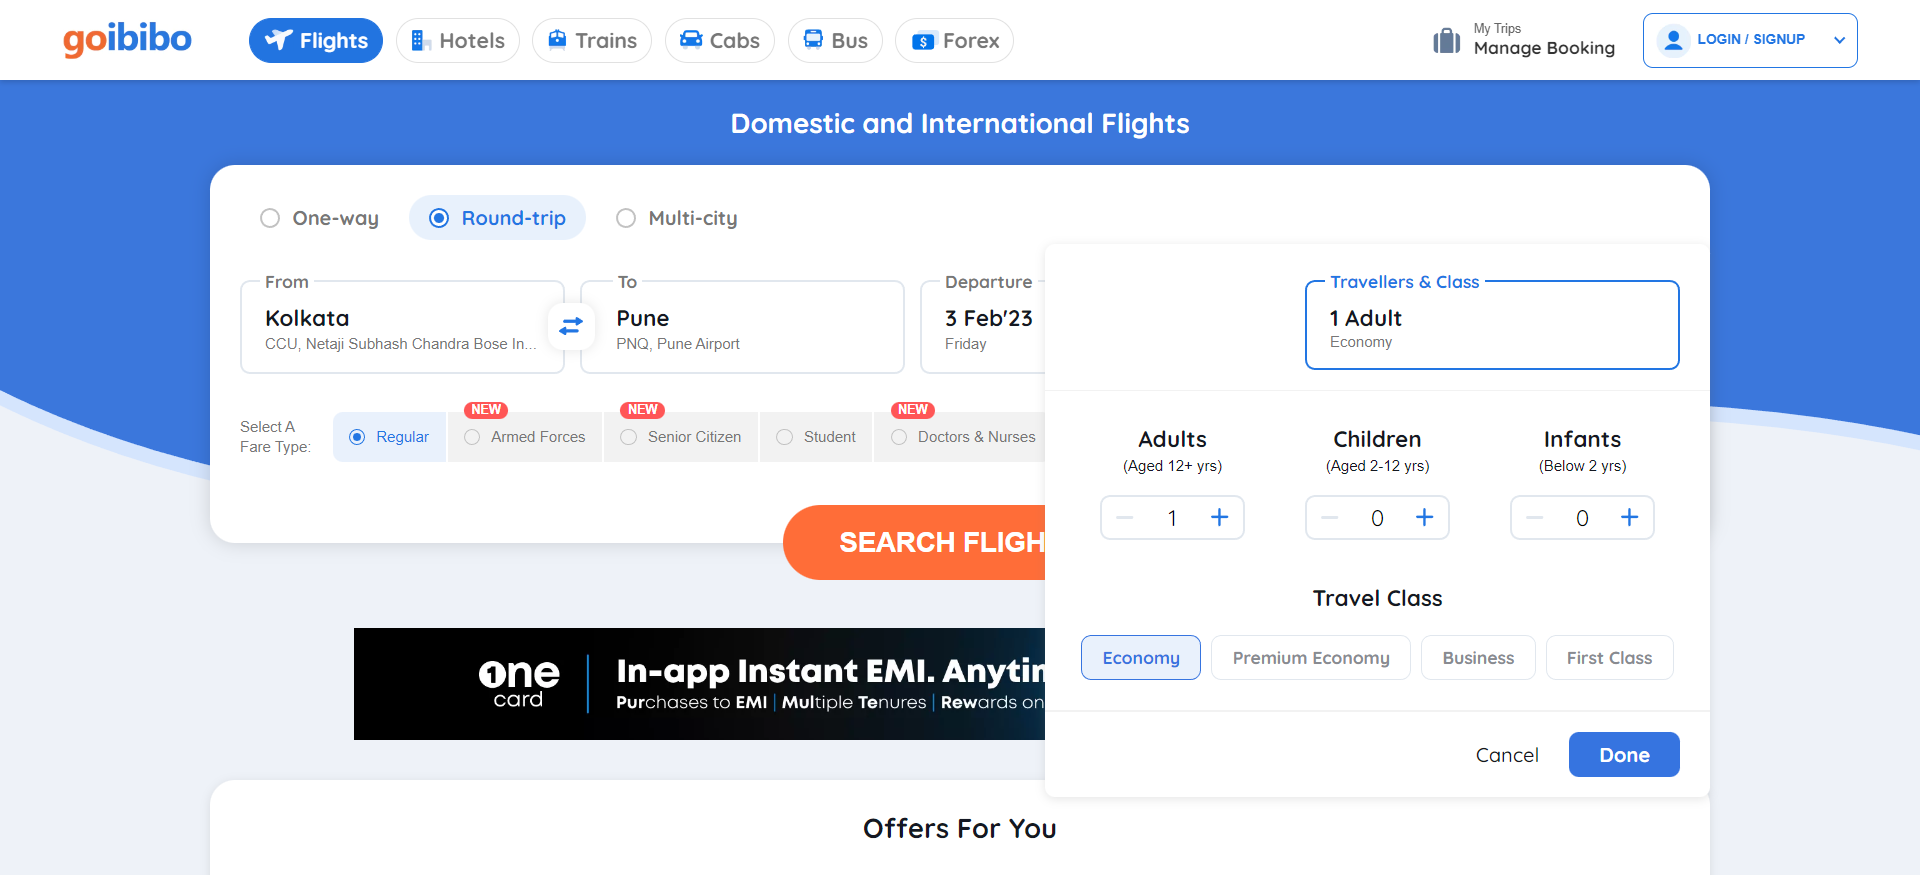 goibibo
Flights
Hotels
Trains
Cabs
Bus
Forex
My Trips
Manage Booking
LOGIN / SIGNUP
Domestic and International Flights
One-way
Round-trip
Multi-city
From
Kolkata
CCU, Netaji Subhash Chandra Bose In...
To
Pune
PNQ, Pune Airport
Departure
3 Feb'23
Friday
Travellers & Class
1 Adult
Economy
Select A
Fare Type:
Regular
NEW
Armed Forces
NEW
Senior Citizen
Student
NEW
Doctors & Nurses
Adults
(Aged 12+ yrs)
1
Children
(Aged 2-12 yrs)
0
Infants
(Below 2 yrs)
0
SEARCH FLIGH
Travel Class
Economy
Premium Economy
Business
First Class
Cancel
Done
one
card
In-app Instant EMI. Anytim
Purchases to EMI | Multiple Tenures | Rewards on
Offers For You